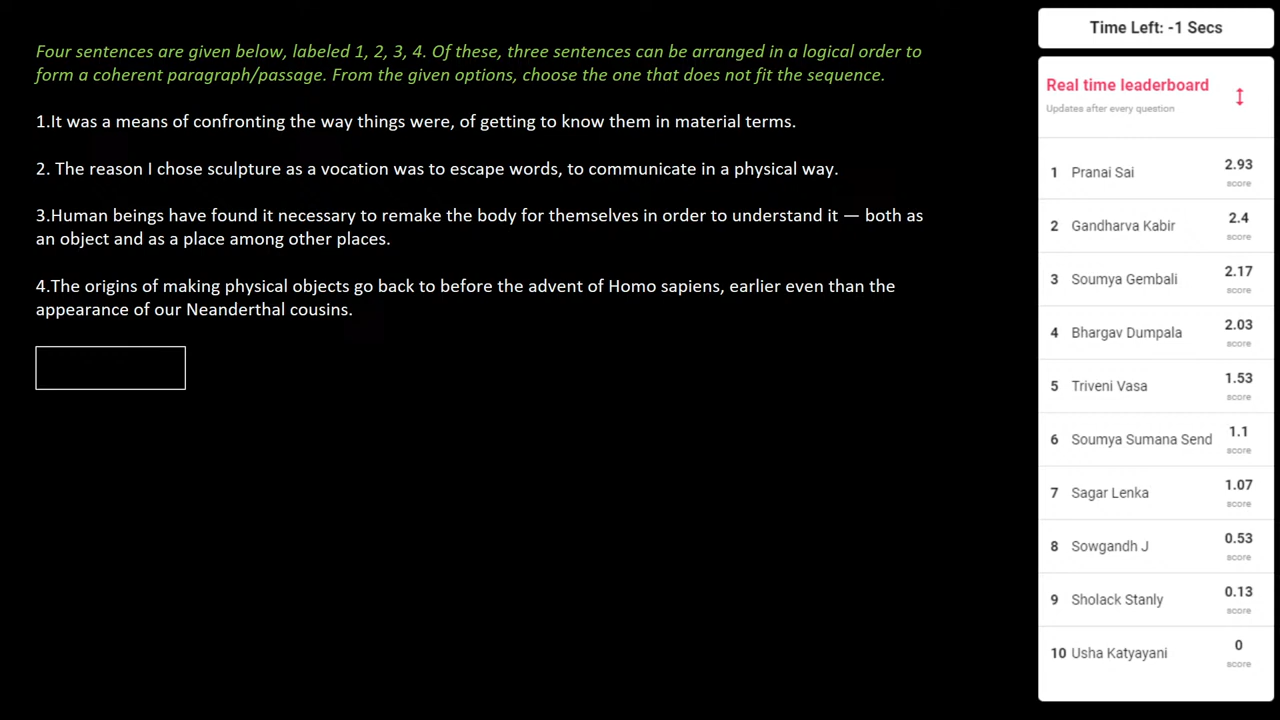 Four sentences are given below, labeled 1, 2, 3, 4. Of these, three sentences can be arranged in a logical order to
form a coherent paragraph/passage. From the given options, choose the one that does not fit the sequence.
1.It was a means of confronting the way things were, of getting to know them in material terms.
2. The reason I chose sculpture as a vocation was to escape words, to communicate in a physical way.
3.Human beings have found it necessary to remake the body for themselves in order to understand it — both as
an object and as a place among other places.
4.The origins of making physical objects go back to before the advent of Homo sapiens, earlier even than the
appearance of our Neanderthal cousins.
Time Left: -1 Secs
Real time leaderboard
Updates after every question
1 Pranai Sai 2.93
score
2 Gandharva Kabir 2.4
score
3 Soumya Gembali 2.17
score
4 Bhargav Dumpala 2.03
score
5 Triveni Vasa 1.53
score
6 Soumya Sumana Send 1.1
score
7 Sagar Lenka 1.07
score
8 Sowgandh J 0.53
score
9 Sholack Stanly 0.13
score
10 Usha Katyayani 0
score